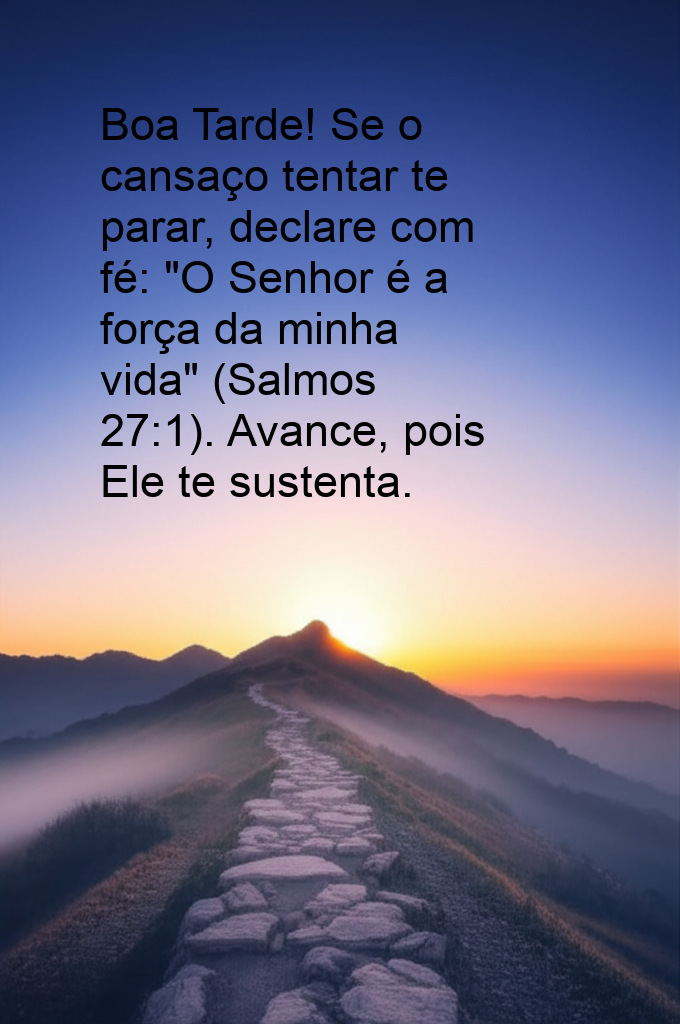 Boa Tarde! Se o
cansaço tentar te
parar, declare com
fé: "O Senhor é a
força da minha
vida" (Salmos
27:1). Avance, pois
Ele te sustenta.